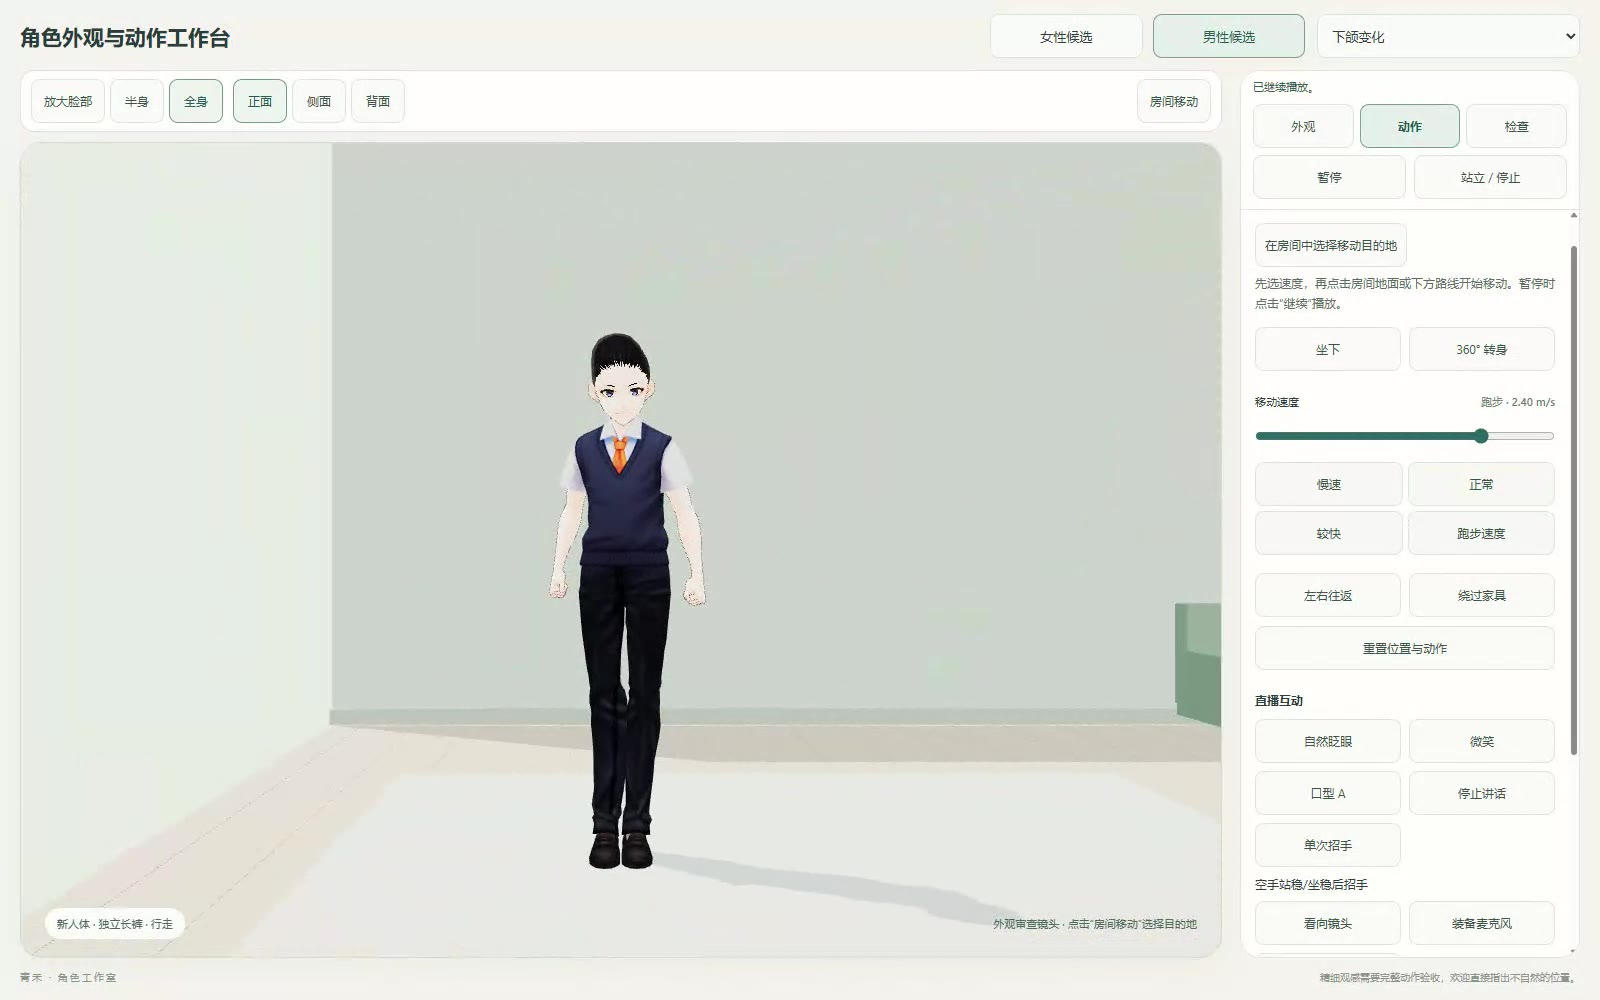 角色外观与动作工作台
女性候选
男性候选
下颌变化
放大脸部
半身
全身
正面
侧面
背面
房间移动
已继续播放。
外观
动作
检查
暂停
站立 / 停止
在房间中选择移动目的地
先选速度，再点击房间地面或下方路线开始移动。暂停时
点击“继续”播放。
坐下
360° 转身
移动速度
跑步 · 2.40 m/s
慢速
正常
较快
跑步速度
左右往返
绕过家具
重置位置与动作
直播互动
自然眨眼
微笑
口型 A
停止讲话
单次招手
空手站稳/坐稳后招手
看向镜头
装备麦克风
新人体 · 独立长裤 · 行走
外观审查镜头 · 点击“房间移动”选择目的地
青禾 · 角色工作室
精细观感需要完整动作验收，欢迎直接指出不自然的位置。